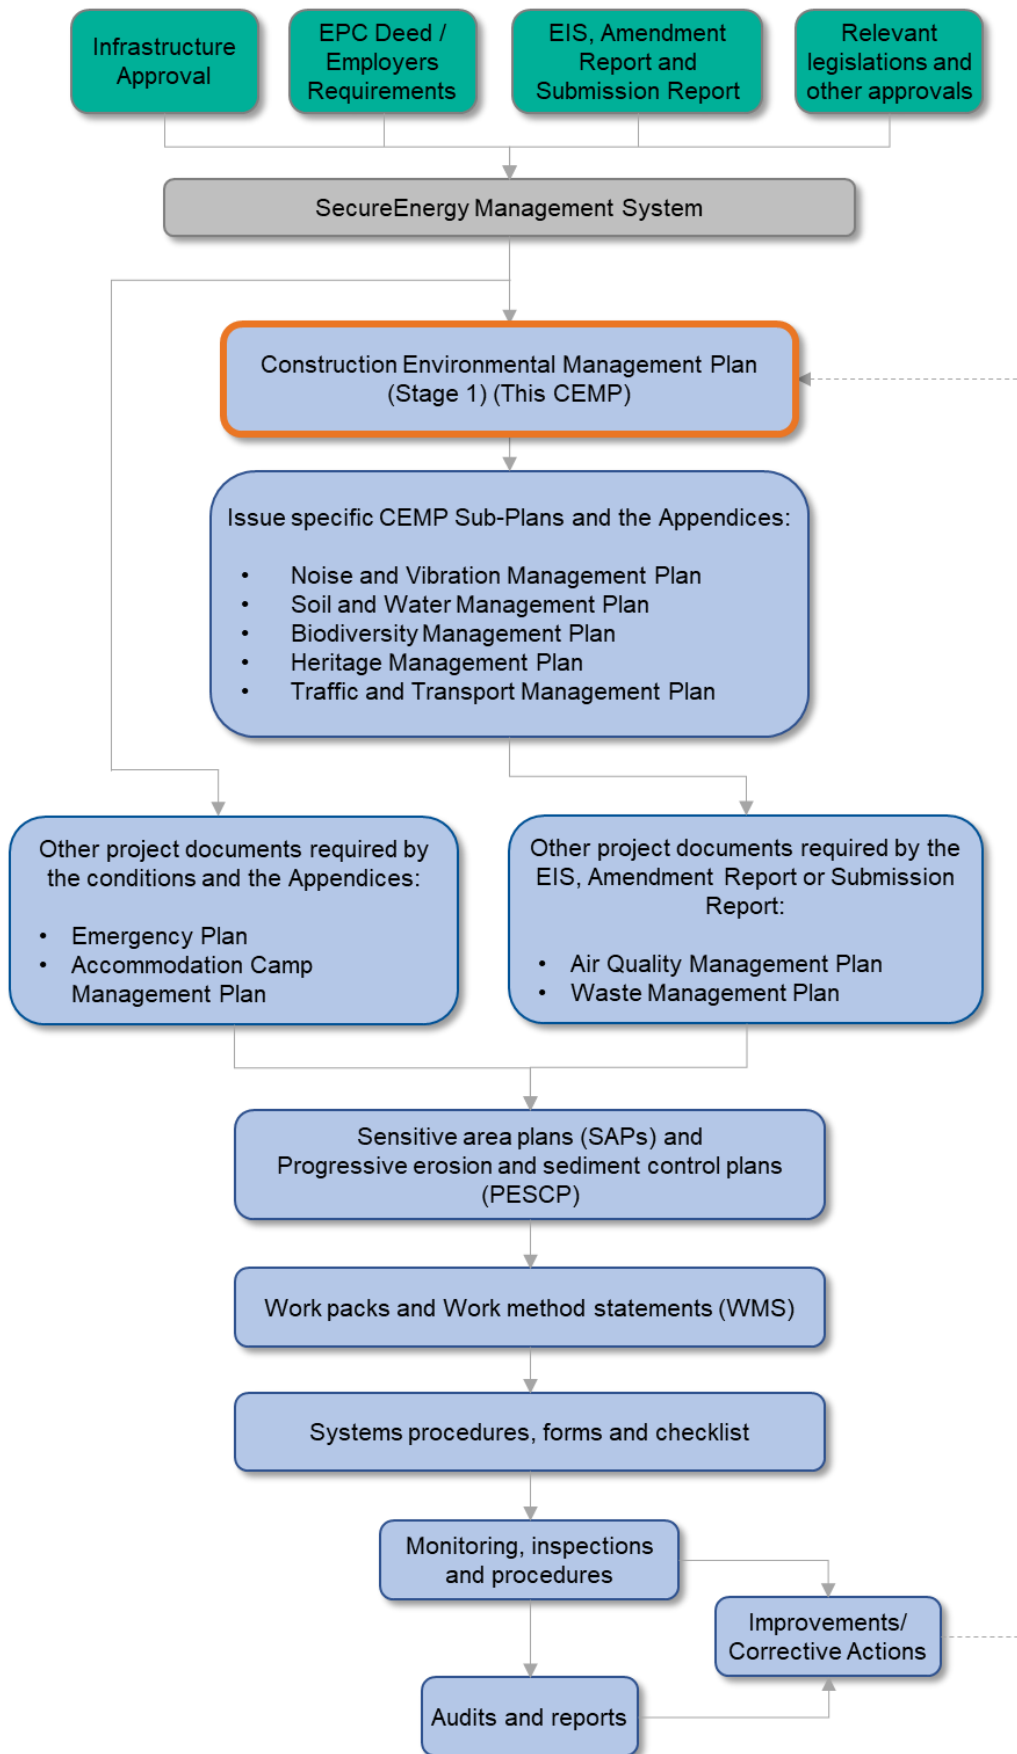 Infrastructure
Approval
EPC Deed /
Employers
Requirements
EIS, Amendment
Report and
Submission Report
Relevant
legislations and
other approvals
SecureEnergy Management System
Construction Environmental Management Plan
(Stage 1) (This CEMP)
Issue specific CEMP Sub-Plans and the Appendices:
• Noise and Vibration Management Plan
• Soil and Water Management Plan
• Biodiversity Management Plan
• Heritage Management Plan
• Traffic and Transport Management Plan
Other project documents required by
the conditions and the Appendices:
• Emergency Plan
• Accommodation Camp
Management Plan
Other project documents required by the
EIS, Amendment Report or Submission
Report:
• Air Quality Management Plan
• Waste Management Plan
Sensitive area plans (SAPs) and
Progressive erosion and sediment control plans
(PESCP)
Work packs and Work method statements (WMS)
Systems procedures, forms and checklist
Monitoring, inspections
and procedures
Improvements/
Corrective Actions
Audits and reports